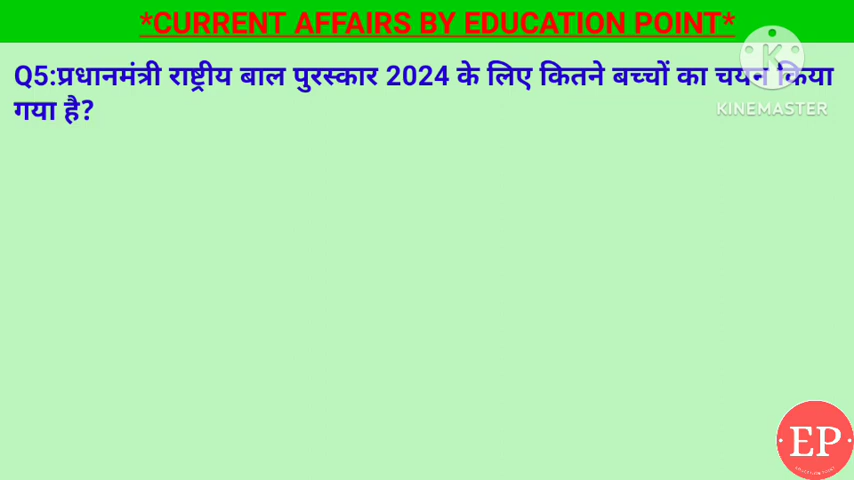 *CURRENT AFFAIRS BY EDUCATION POINT*
Q5:प्रधानमंत्री राष्ट्रीय बाल पुरस्कार 2024 के लिए कितने बच्चों का चयन किया
गया है?
KINEMASTER
EP